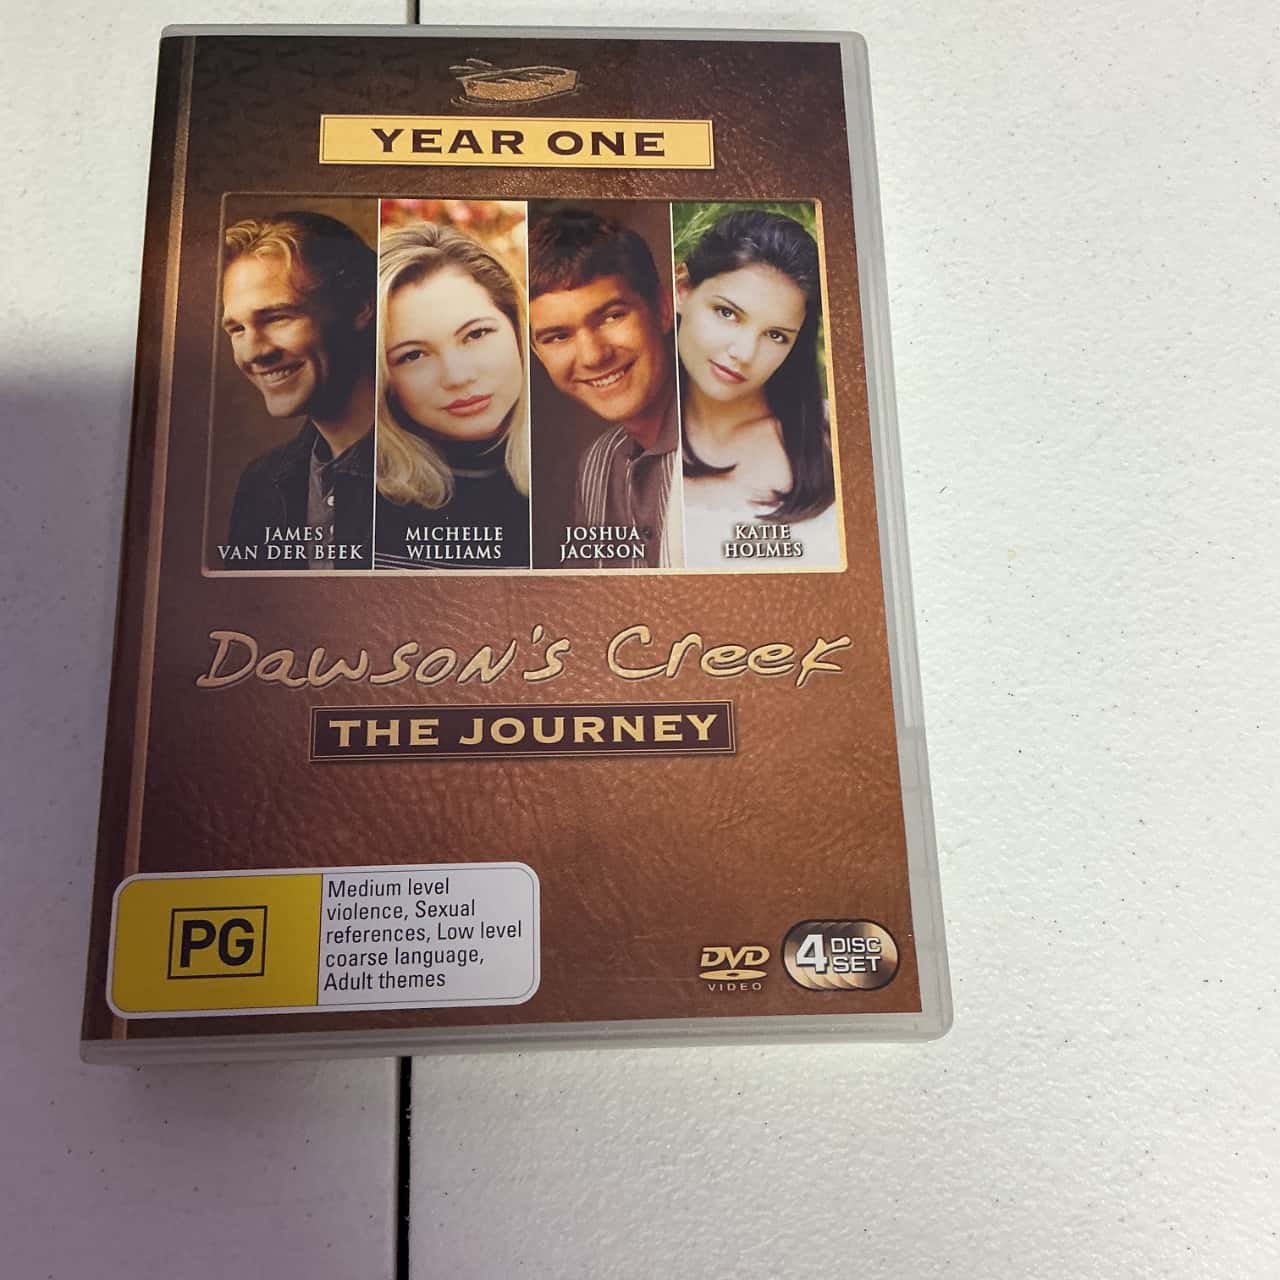 YEAR ONE
JAMES
VAN DER BEEK
MICHELLE
WILLIAMS
JOSHUA
JACKSON
KATIE
HOLMES
Dawson's Creek
THE JOURNEY
PG
Medium level
violence, Sexual
references, Low level
coarse language,
Adult themes
DVD
VIDEO
4 DISC
SET